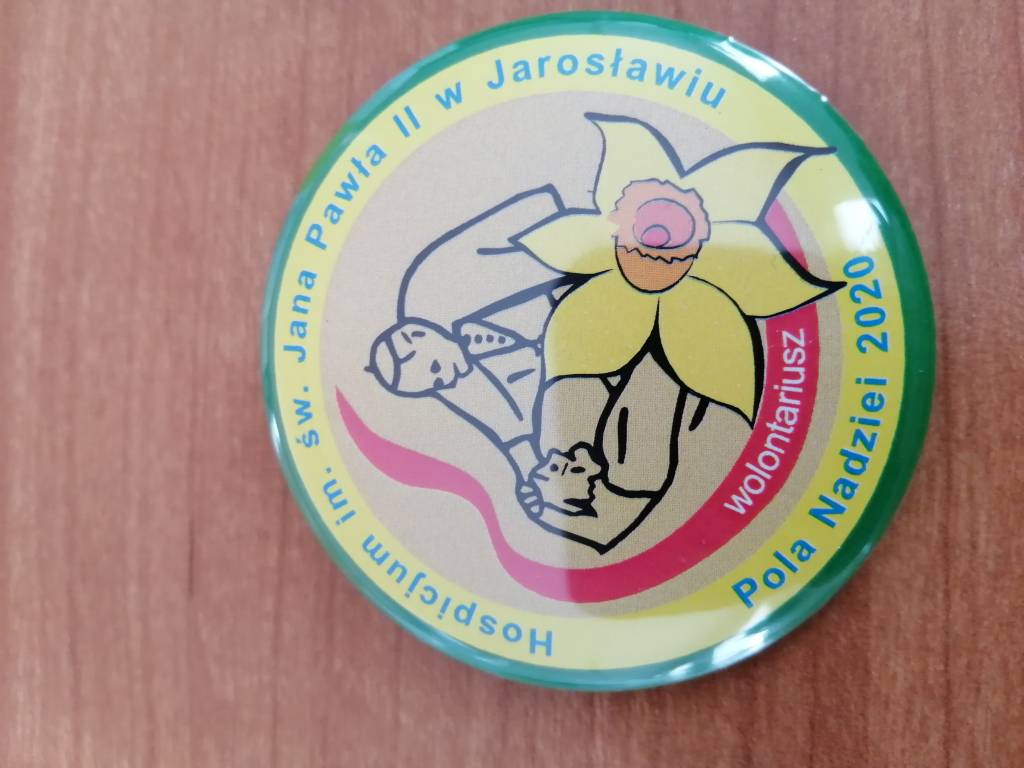 Hospicjum im. św. Jana Pawła II w Jarosławiu
wolontariusz
Pola Nadziei 2020